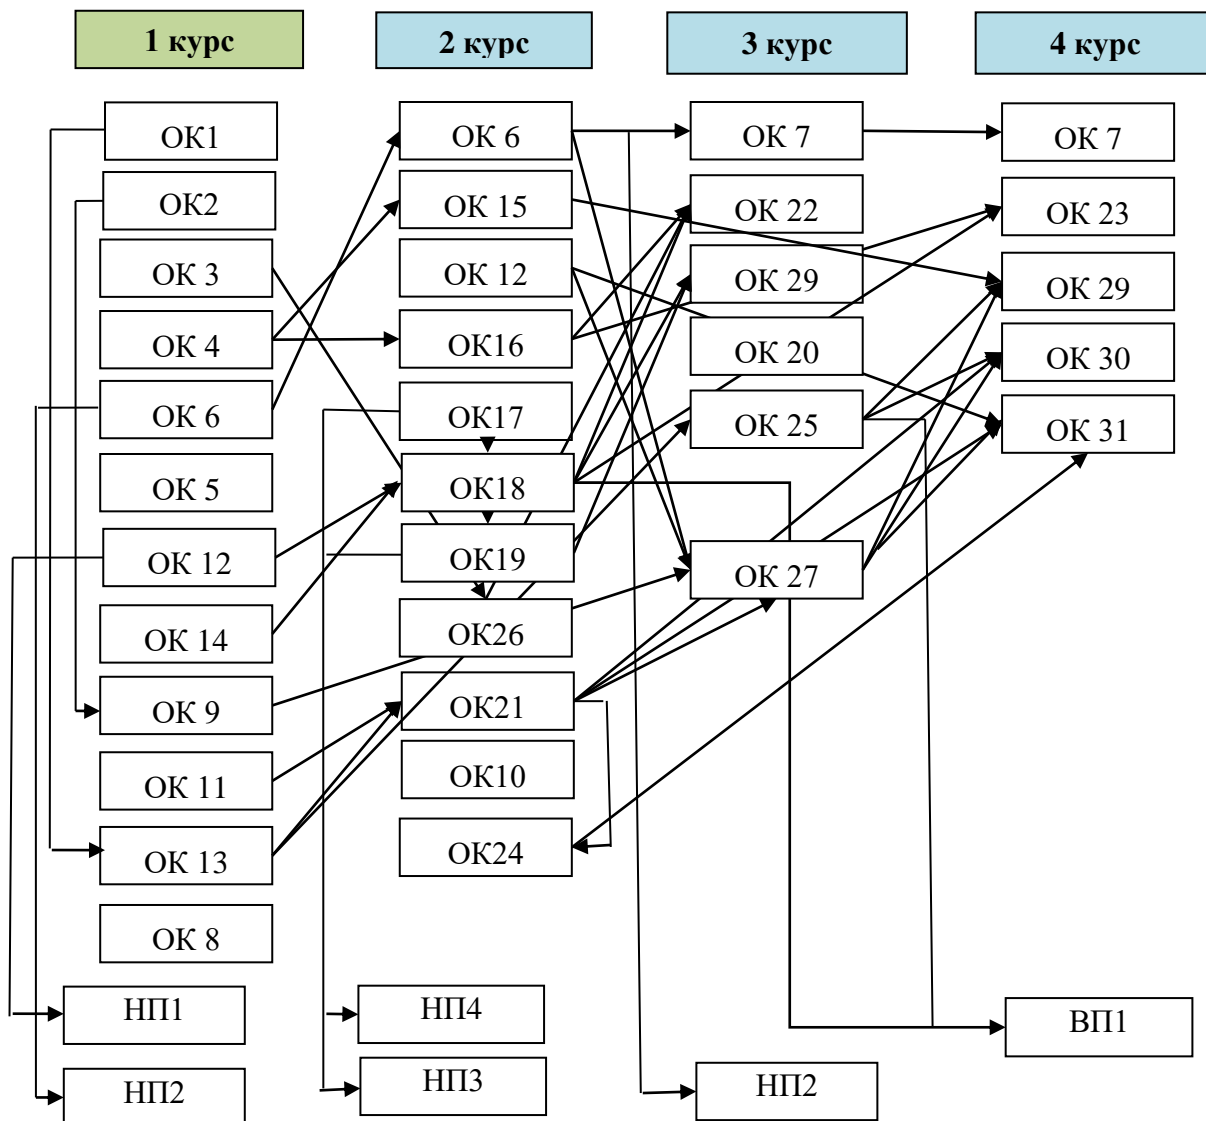 1 курс
2 курс
3 курс
4 курс
ОК1
ОК2
ОК 3
ОК 4
ОК 6
ОК 5
ОК 12
ОК 14
ОК 9
ОК 11
ОК 13
ОК 8
НП1
НП2
ОК 6
ОК 15
ОК 12
ОК16
ОК17
ОК18
ОК19
ОК26
ОК21
ОК10
ОК24
НП4
НП3
ОК 7
ОК 22
ОК 29
ОК 20
ОК 25
ОК 27
НП2
ОК 7
ОК 23
ОК 29
ОК 30
ОК 31
ВП1